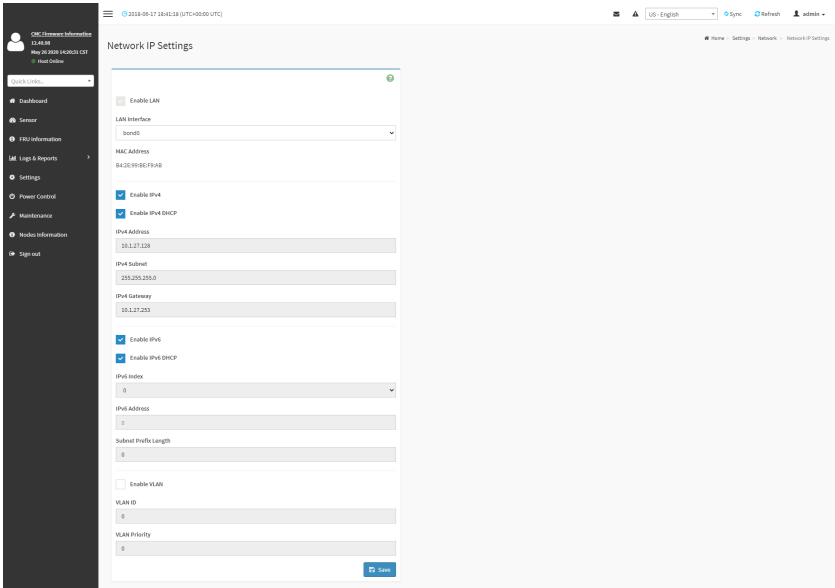 2018-06-17 18:41:18 (UTC+00:00 UTC)
US - English
Sync
Refresh
admin
CMC Firmware Information
12.40.08
May 26 2020 14:20:31 CST
Host Online
Quick Links...
Dashboard
Sensor
FRU Information
Logs & Reports
Settings
Power Control
Maintenance
Nodes Information
Sign out
Network IP Settings
Home > Settings > Network > Network IP Settings
Enable LAN
LAN Interface
bond0
MAC Address
B4:2E:99:BE:F9:AB
Enable IPv4
Enable IPv4 DHCP
IPv4 Address
10.1.27.128
IPv4 Subnet
255.255.255.0
IPv4 Gateway
10.1.27.253
Enable IPv6
Enable IPv6 DHCP
IPv6 Index
0
IPv6 Address
::
Subnet Prefix Length
0
Enable VLAN
VLAN ID
0
VLAN Priority
0
Save